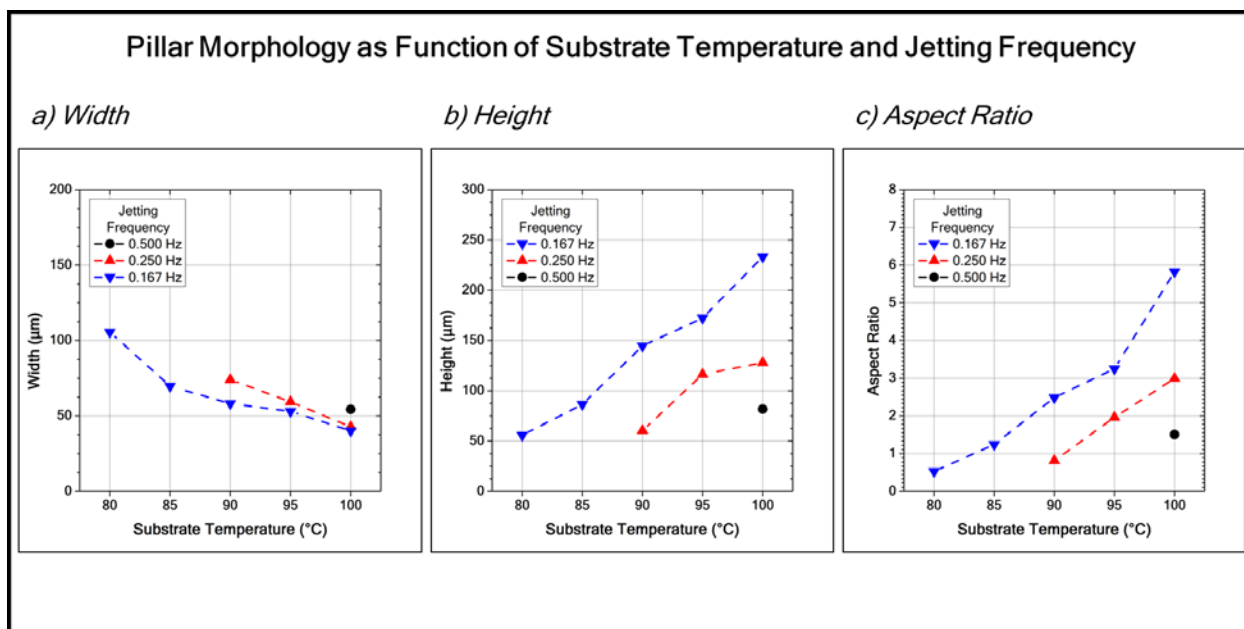 Pillar Morphology as Function of Substrate Temperature and Jetting Frequency
a) Width
200
150
100
50
0
Width (µm)
Jetting
Frequency
0.500 Hz
0.250 Hz
0.167 Hz
80 85 90 95 100
Substrate Temperature (°C)
b) Height
300
250
200
150
100
50
0
Height (µm)
Jetting
Frequency
0.167 Hz
0.250 Hz
0.500 Hz
80 85 90 95 100
Substrate Temperature (°C)
c) Aspect Ratio
8
7
6
5
4
3
2
1
0
Aspect Ratio
Jetting
Frequency
0.167 Hz
0.250 Hz
0.500 Hz
80 85 90 95 100
Substrate Temperature (°C)